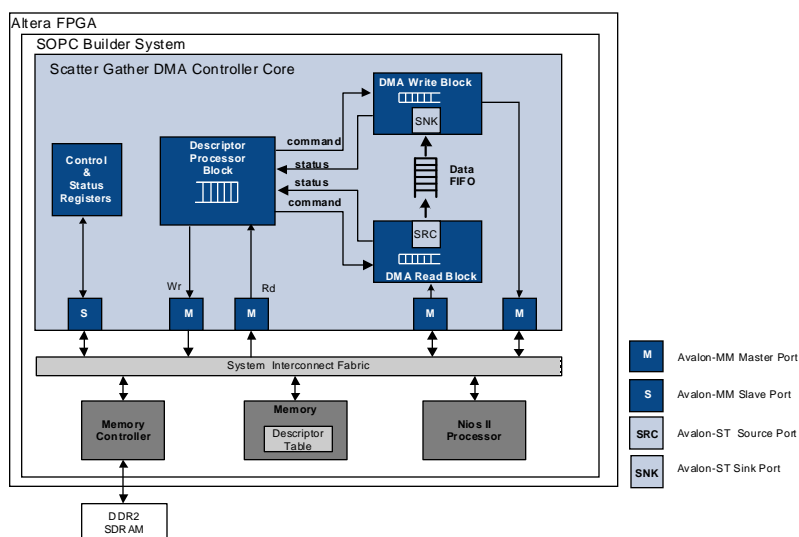 Altera FPGA
SOPC Builder System
Scatter Gather DMA Controller Core
DMA Write Block
SNK
command
Descriptor
Processor
Block
status
Control
&
Status
Registers
Data
FIFO
status
command
SRC
DMA Read Block
Wr
Rd
S
M
M
M
M
System Interconnect Fabric
Memory
Controller
Memory
Descriptor
Table
Nios II
Processor
DDR2
SDRAM
M Avalon-MM Master Port
S Avalon-MM Slave Port
SRC Avalon-ST Source Port
SNK Avalon-ST Sink Port